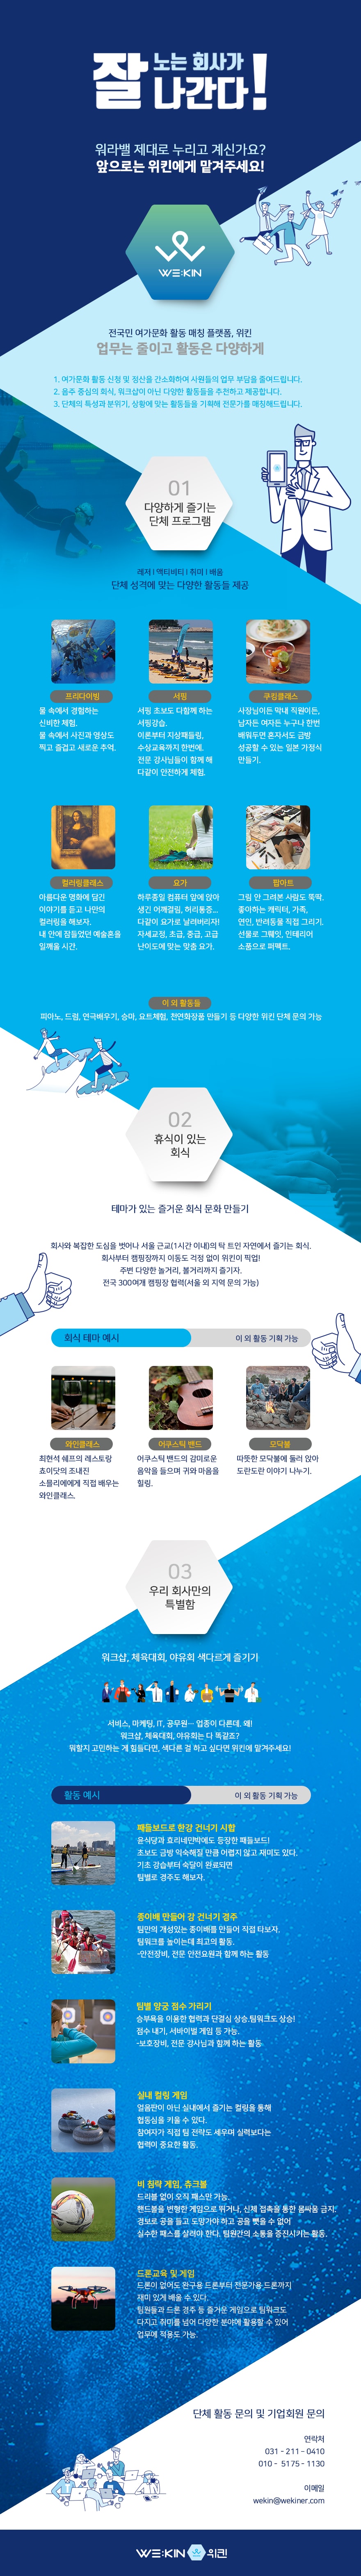 잘 노는 회사가
나간다!
워라밸 제대로 누리고 계신가요?
앞으로는 위킨에게 맡겨주세요!
WE:KIN
전국민 여가문화 활동 매칭 플랫폼, 위킨
업무는 줄이고 활동은 다양하게
1. 여가문화 활동 신청 및 정산을 간소화하여 사원들의 업무 부담을 줄여드립니다.
2. 음주 중심의 회식, 워크샵이 아닌 다양한 활동들을 추천하고 제공합니다.
3. 단체의 특성과 분위기, 상황에 맞는 활동들을 기획해 전문가를 매칭해드립니다.
01
다양하게 즐기는
단체 프로그램
레저 l 액티비티 l 취미 l 배움
단체 성격에 맞는 다양한 활동들 제공
프리다이빙
물 속에서 경험하는
신비한 체험.
물 속에서 사진과 영상도
찍고 즐겁고 새로운 추억.
서핑
서핑 초보도 다함께 하는
서핑강습.
이론부터 지상패들링,
수상교육까지 한번에.
전문 강사님들이 함께 해
다같이 안전하게 체험.
쿠킹클래스
사장님이든 막내 직원이든,
남자든 여자든 누구나 한번
배워두면 혼자서도 금방
성공할 수 있는 일본 가정식
만들기.
컬러링클래스
아름다운 명화에 담긴
이야기를 듣고 나만의
컬러링을 해보자.
내 안에 잠들었던 예술혼을
일깨울 시간.
요가
하루종일 컴퓨터 앞에 앉아
생긴 어깨결림, 허리통증...
다같이 요가로 날려버리자!
자세교정, 초급, 중급, 고급
난이도에 맞는 맞춤 요가.
팝아트
그림 안 그려본 사람도 뚝딱.
좋아하는 캐릭터, 가족,
연인, 반려동물 직접 그리기.
선물로 그뤠잇, 인테리어
소품으로 퍼펙트.
이 외 활동들
피아노, 드럼, 연극배우기, 승마, 요트체험, 천연화장품 만들기 등 다양한 위킨 단체 문의 가능
02
휴식이 있는
회식
테마가 있는 즐거운 회식 문화 만들기
회사와 복잡한 도심을 벗어나 서울 근교(1시간 이내)의 탁 트인 자연에서 즐기는 회식.
회사부터 캠핑장까지 이동도 걱정 없이 위킨이 픽업!
주변 다양한 놀거리, 볼거리까지 즐기자.
전국 300여개 캠핑장 협력(서울 외 지역 문의 가능)
회식 테마 예시
이 외 활동 기획 가능
와인클래스
최현석 쉐프의 레스토랑
쵸이닷의 조내진
소믈리에에게 직접 배우는
와인클래스.
어쿠스틱 밴드
어쿠스틱 밴드의 감미로운
음악을 들으며 귀와 마음을
힐링.
모닥불
따뜻한 모닥불에 둘러 앉아
도란도란 이야기 나누기.
03
우리 회사만의
특별함
워크샵, 체육대회, 야유회 색다르게 즐기기
서비스, 마케팅, IT, 공무원… 업종이 다른데. 왜!
워크샵, 체육대회, 야유회는 다 똑같죠?
뭐할지 고민하는 게 힘들다면, 색다른 걸 하고 싶다면 위킨에 맡겨주세요!
활동 예시
이 외 활동 기획 가능
패들보드로 한강 건너기 시합
윤식당과 효리네민박에도 등장한 패들보드!
초보도 금방 익숙해질 만큼 어렵지 않고 재미도 있다.
기초 강습부터 숙달이 완료되면
팀별로 경주도 해보자.
종이배 만들어 강 건너기 경주
팀만의 개성있는 종이배를 만들어 직접 타보자.
팀워크를 높이는데 최고의 활동.
-안전장비, 전문 안전요원과 함께 하는 활동
팀별 양궁 점수 가리기
승부욕을 이용한 협력과 단결심 상승.팀워크도 상승!
점수 내기, 서바이벌 게임 등 가능.
-보호장비, 전문 강사님과 함께 하는 활동
실내 컬링 게임
얼음판이 아닌 실내에서 즐기는 컬링을 통해
협동심을 키울 수 있다.
참여자가 직접 팀 전략도 세우며 실력보다는
협력이 중요한 활동.
비 침략 게임, 츄크볼
드리블 없이 오직 패스만 가능.
핸드볼을 변형한 게임으로 뛰거나, 신체 접촉을 통한 몸싸움 금지.
경보로 공을 들고 도망가야 하고 공을 뺏을 수 없어
실수한 패스를 살려야 한다. 팀원간의 소통을 증진시키는 활동.
드론교육 및 게임
드론이 없어도 완구용 드론부터 전문가용 드론까지
재미 있게 배울 수 있다.
팀원들과 드론 경주 등 즐거운 게임으로 팀워크도
다지고 취미를 넘어 다양한 분야에 활용할 수 있어
업무에 적용도 가능.
단체 활동 문의 및 기업회원 문의
연락처
031 - 211 - 0410
010 - 5175 - 1130
이메일
wekin@wekiner.com
WE:KIN 위킨